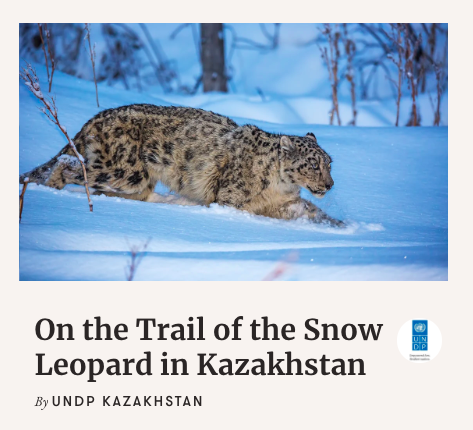 On the Trail of the Snow
Leopard in Kazakhstan
By UNDP KAZAKHSTAN
U N
D P